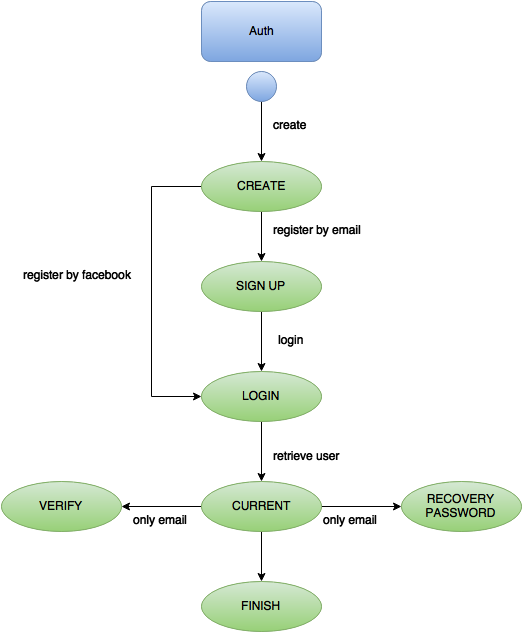 Auth
create
CREATE
register by email
register by facebook
SIGN UP
login
LOGIN
retrieve user
VERIFY
only email
CURRENT
only email
RECOVERY
PASSWORD
FINISH